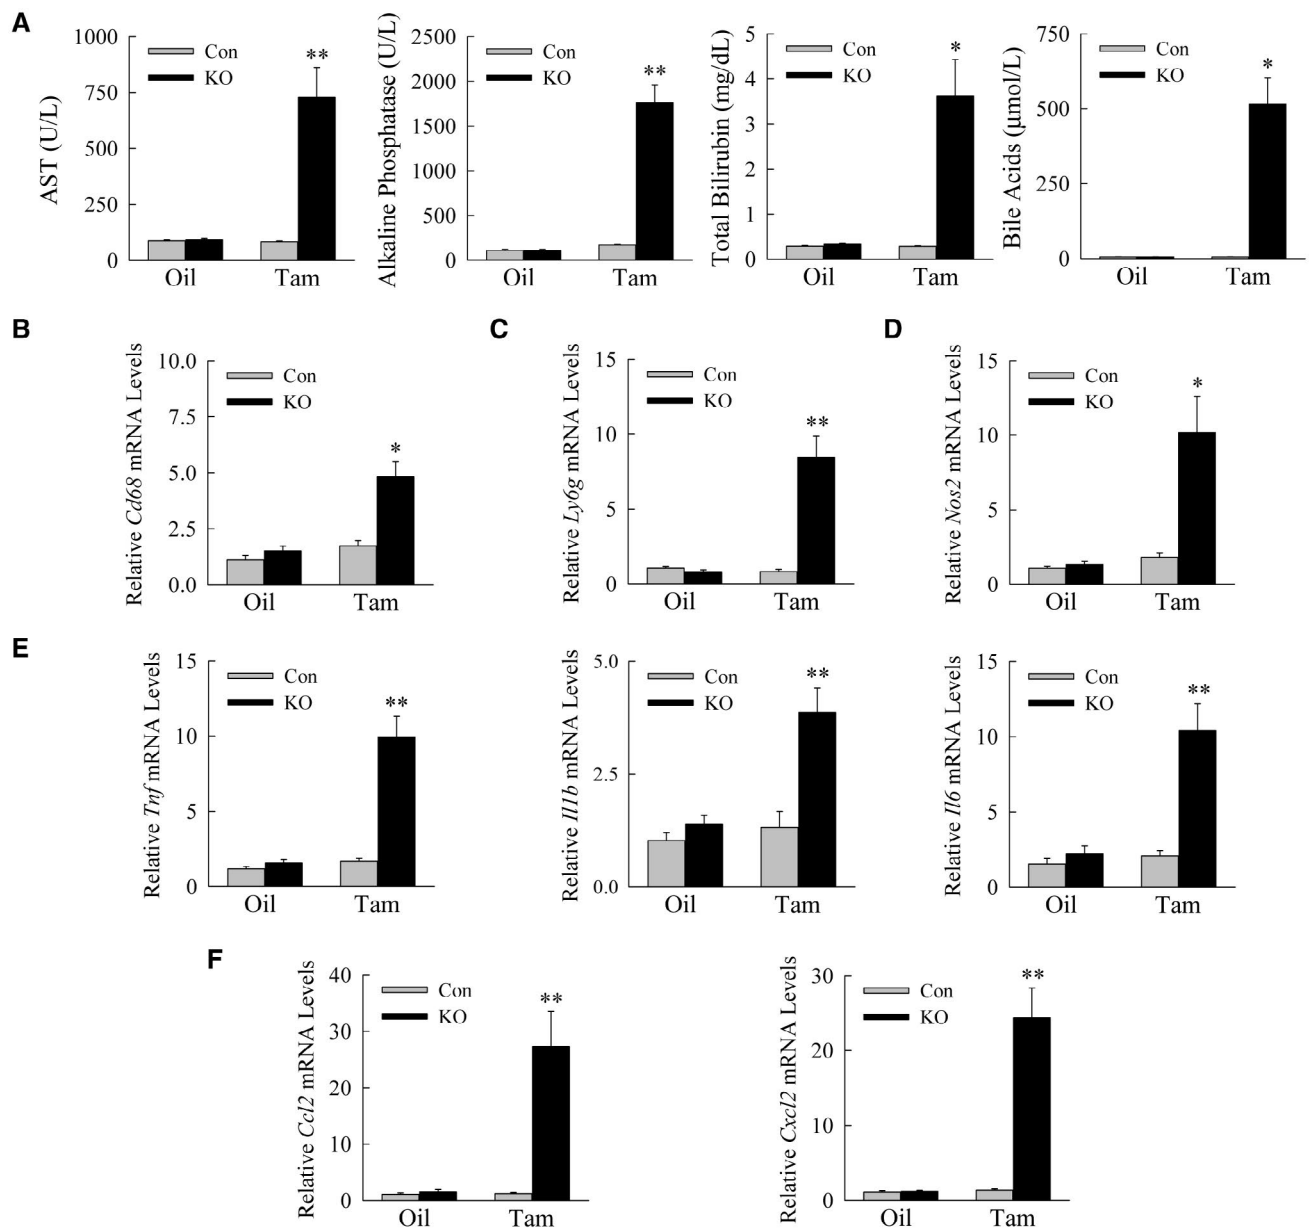 A
AST (U/L)
1000
750
500
250
0
Con
KO
**
Oil Tam
Alkaline Phosphatase (U/L)
2500
2000
1500
1000
500
0
Con
KO
**
Oil Tam
Total Bilirubin (mg/dL)
5
4
3
2
1
0
Con
KO
*
Oil Tam
Bile Acids (µmol/L)
750
500
250
0
Con
KO
*
Oil Tam
B
Relative Cd68 mRNA Levels
10.0
7.5
5.0
2.5
0.0
Con
KO
*
Oil Tam
C
Relative Ly6g mRNA Levels
15
10
5
0
Con
KO
**
Oil Tam
D
Relative Nos2 mRNA Levels
15
10
5
0
Con
KO
*
Oil Tam
E
Relative Tnf mRNA Levels
15
10
5
0
Con
KO
**
Oil Tam
Relative Il1b mRNA Levels
5.0
2.5
0.0
Con
KO
**
Oil Tam
Relative Il6 mRNA Levels
15
10
5
0
Con
KO
**
Oil Tam
F
Relative Ccl2 mRNA Levels
40
30
20
10
0
Con
KO
**
Oil Tam
Relative Cxcl2 mRNA Levels
30
20
10
0
Con
KO
**
Oil Tam